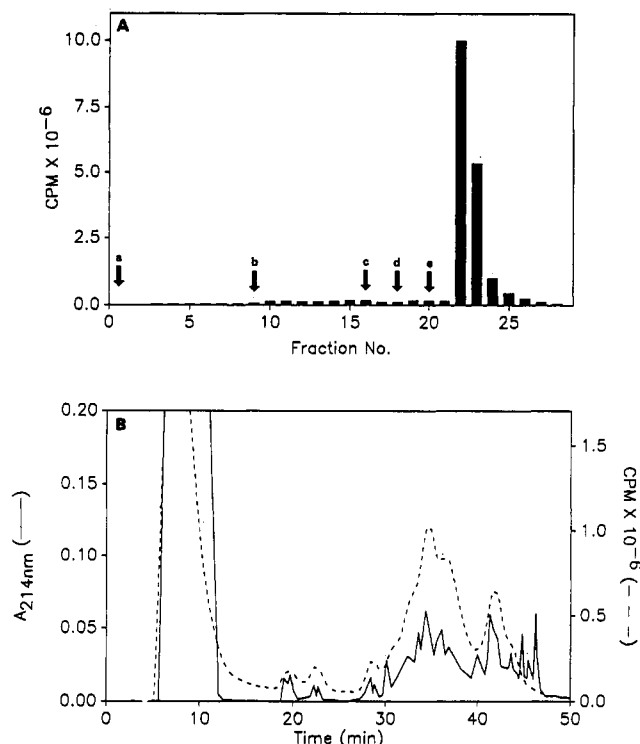 A
CPM X 10⁻⁶
10.0
7.5
5.0
2.5
0.0
a
b
c
d
e
0
5
10
15
20
25
Fraction No.
B
A214nm (——)
0.20
0.15
0.10
0.05
0.00
CPM X 10⁻⁶ (- - -)
1.5
1.0
0.5
0.0
0
10
20
30
40
50
Time (min)